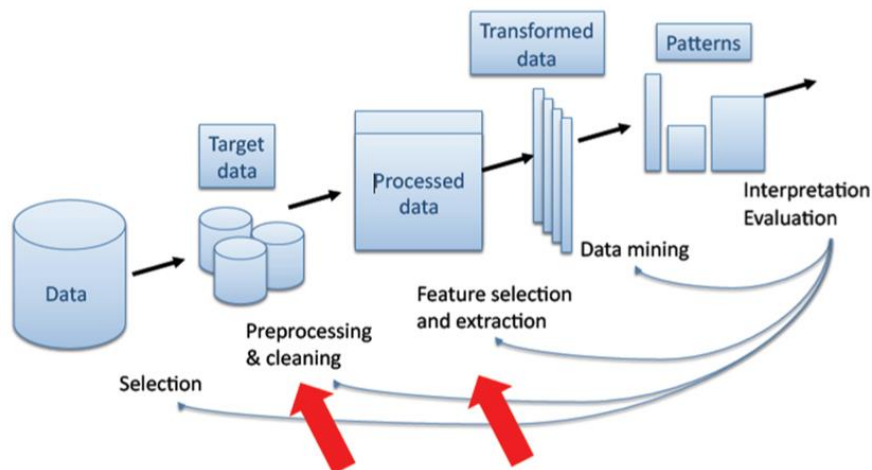 Transformed
data
Patterns
Target
data
Processed
data
Data
Interpretation
Evaluation
Data mining
Feature selection
and extraction
Preprocessing
& cleaning
Selection